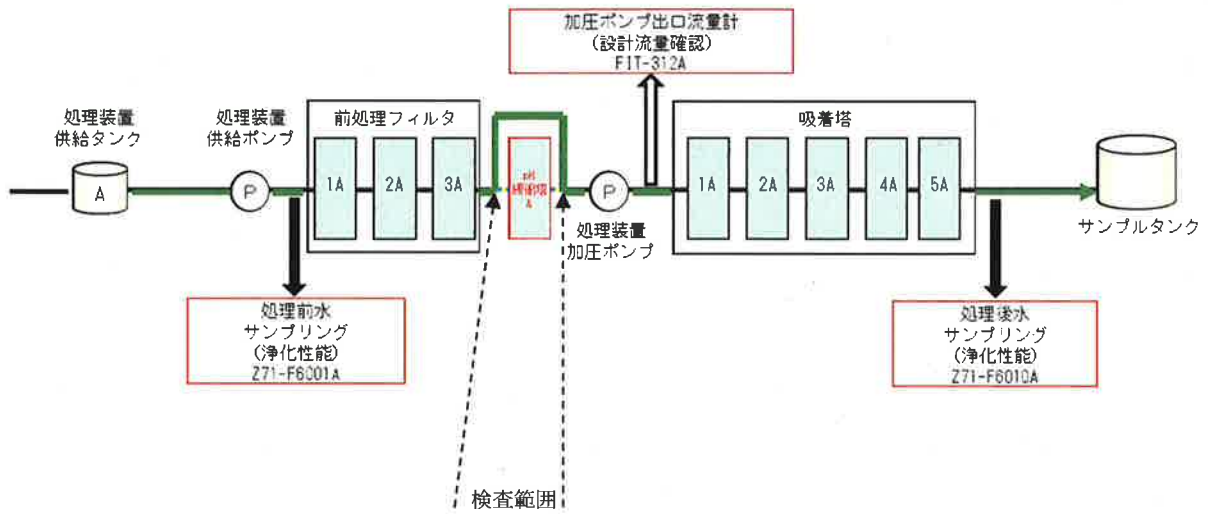 加圧ポンプ出口流量計
(設計流量確認)
FIT-312A
処理装置
供給タンク
A
処理装置
供給ポンプ
P
前処理フィルタ
1A
2A
3A
pH
緩衝塔
A
P
処理装置
加圧ポンプ
吸着塔
1A
2A
3A
4A
5A
サンプルタンク
処理前水
サンプリング
(浄化性能)
Z71-F6001A
処理後水
サンプリング
(浄化性能)
Z71-F6010A
検査範囲